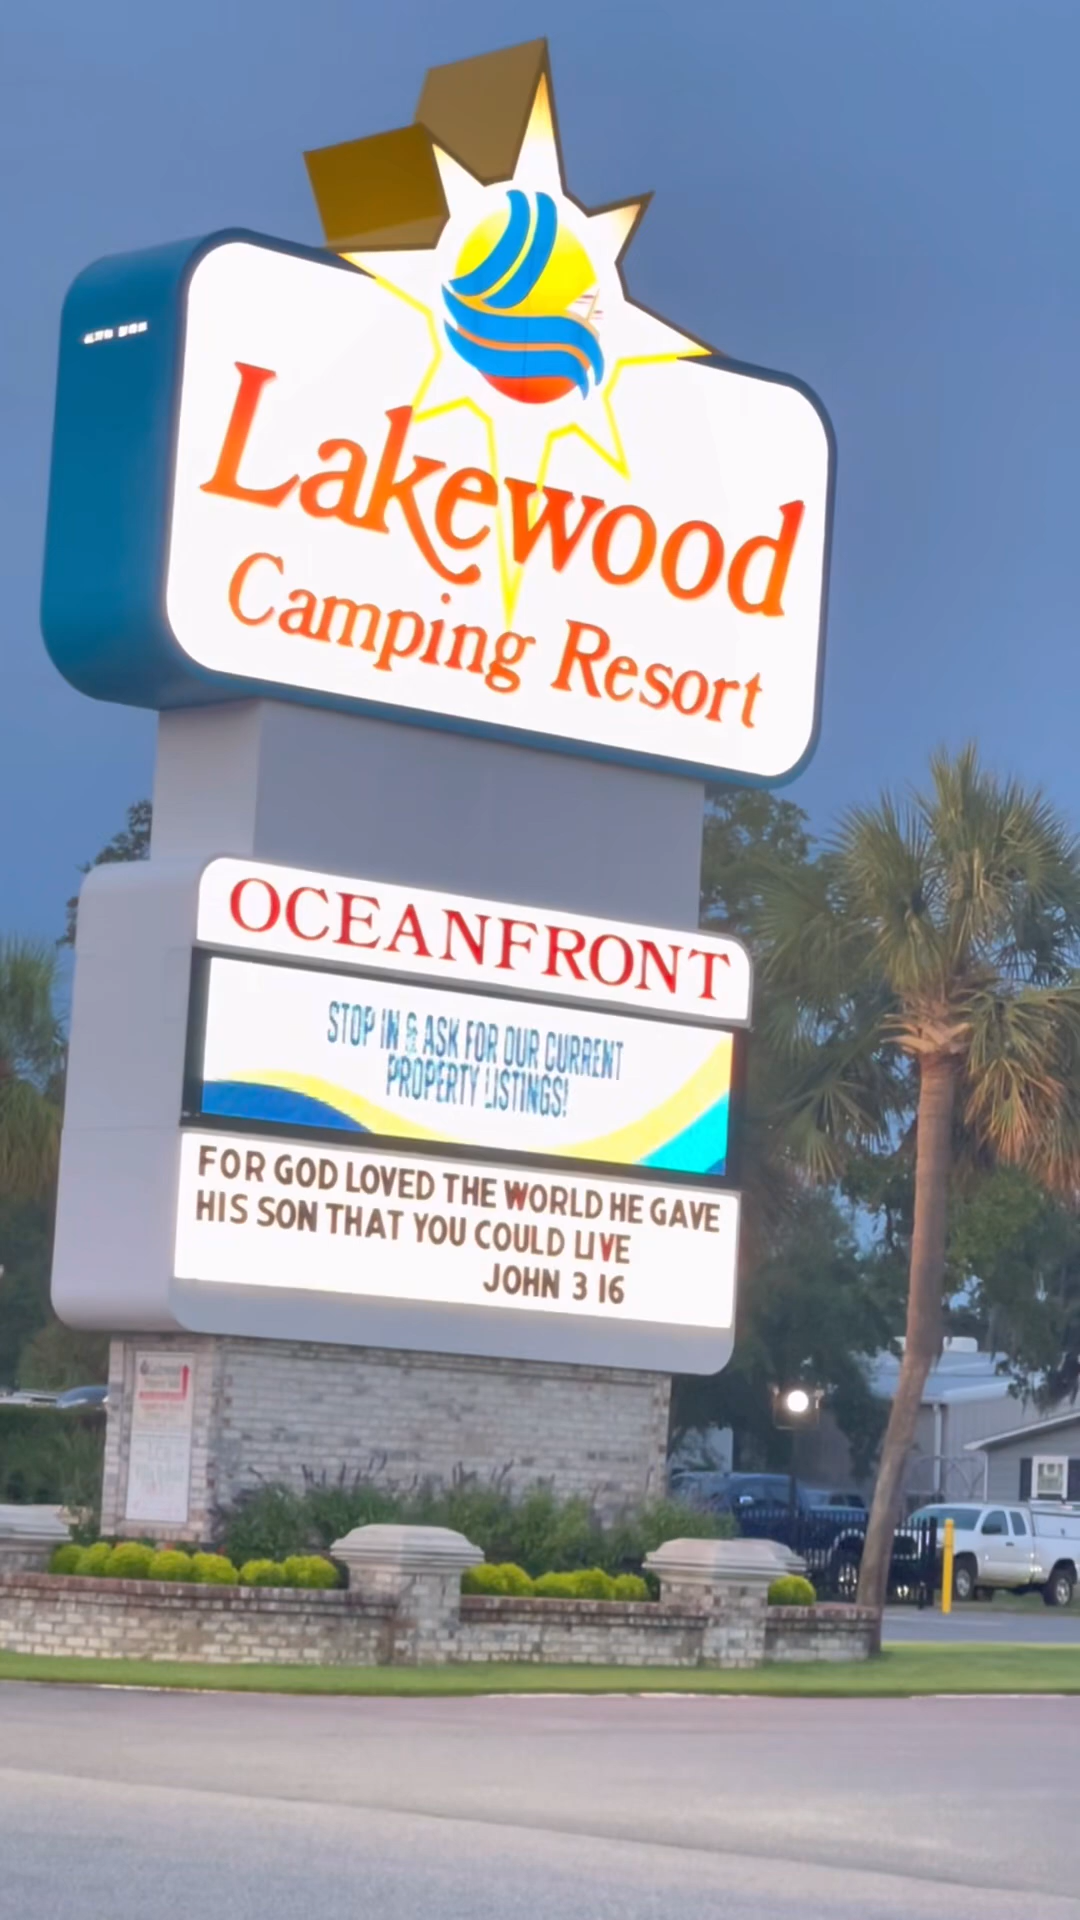 Lakewood
Camping Resort
OCEANFRONT
STOP IN & ASK FOR OUR CURRENT
PROPERTY LISTINGS!
FOR GOD LOVED THE WORLD HE GAVE
HIS SON THAT YOU COULD LIVE
JOHN 3 16